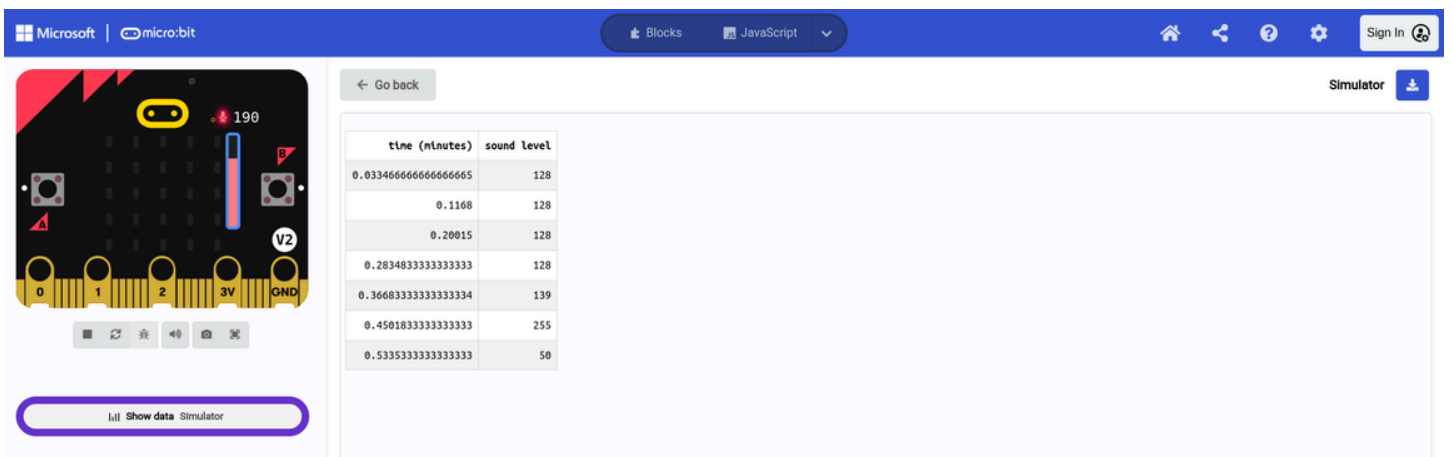 Microsoft | micro:bit
Blocks
JavaScript
Sign In
190
B
A
V2
0 1 2 3V GND
Show data Simulator
Go back
Simulator
time (minutes) sound level
0.033466666666666665 128
0.1168 128
0.20015 128
0.2834833333333333 128
0.36683333333333334 139
0.4501833333333333 255
0.5335333333333333 50